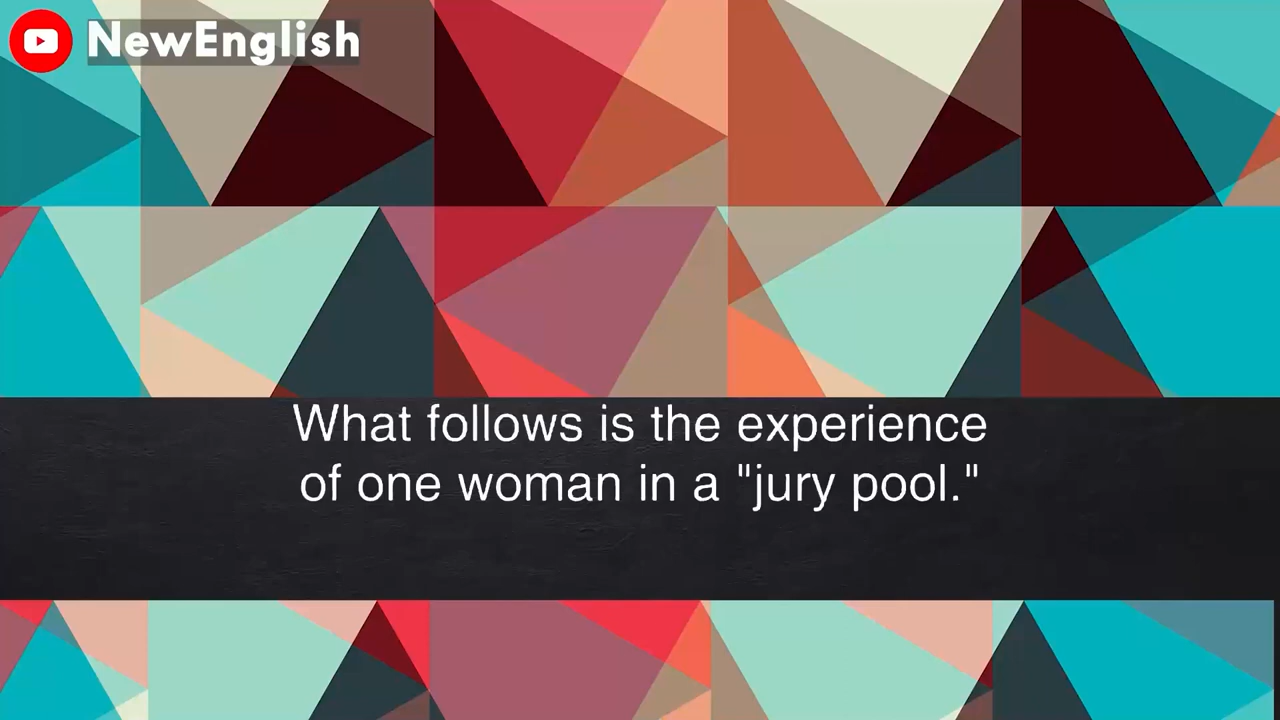 NewEnglish
What follows is the experience
of one woman in a "jury pool."